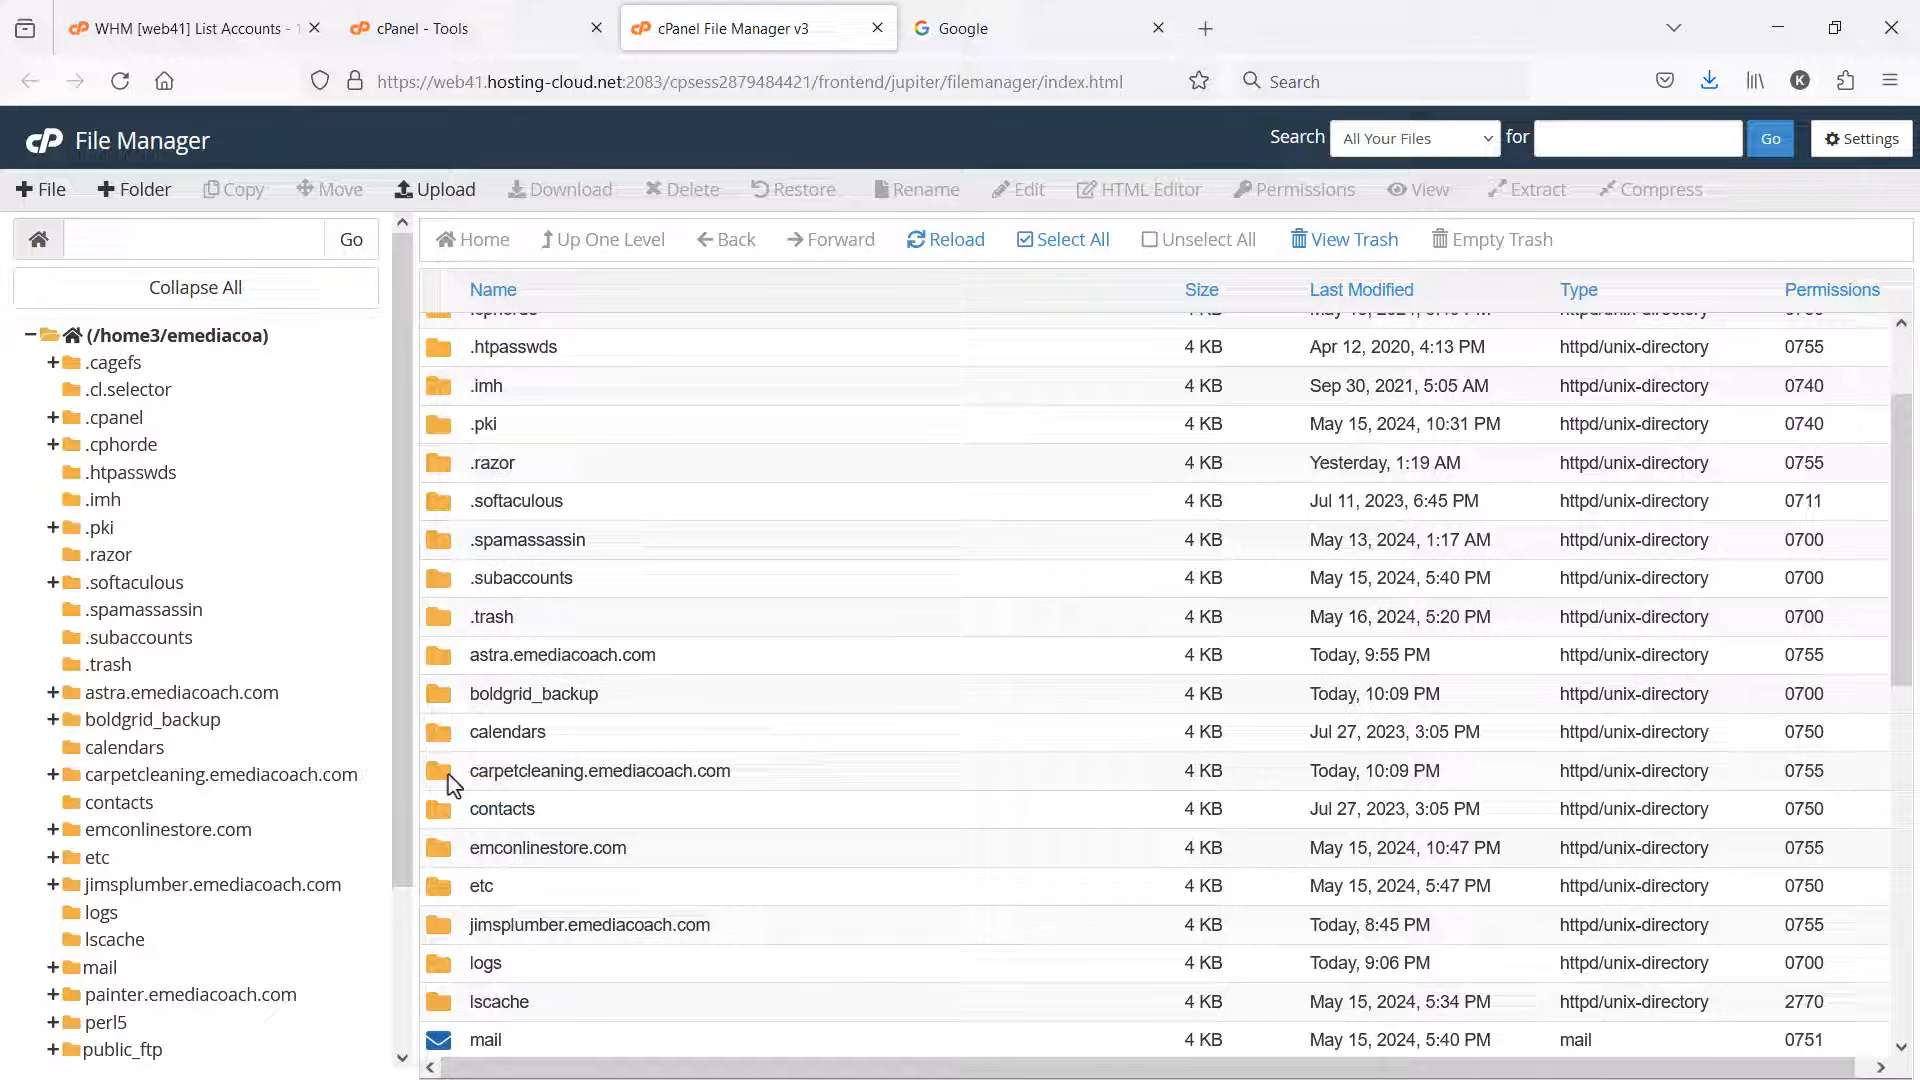 WHM [web41] List Accounts -
cPanel - Tools
cPanel File Manager v3
Google
https://web41.hosting-cloud.net:2083/cpsess2879484421/frontend/jupiter/filemanager/index.html
Search
K
cP File Manager
Search
All Your Files
for
Go
Settings
File
Folder
Copy
Move
Upload
Download
Delete
Restore
Rename
Edit
HTML Editor
Permissions
View
Extract
Compress
Go
Home
Up One Level
Back
Forward
Reload
Select All
Unselect All
View Trash
Empty Trash
Collapse All
(/home3/emediacoa)
.cagefs
.cl.selector
.cpanel
.cphorde
.htpasswds
.imh
.pki
.razor
.softaculous
.spamassassin
.subaccounts
.trash
astra.emediacoach.com
boldgrid_backup
calendars
carpetcleaning.emediacoach.com
contacts
emconlinestore.com
etc
jimsplumber.emediacoach.com
logs
lscache
mail
painter.emediacoach.com
perl5
public_ftp
Name Size Last Modified Type Permissions
.htpasswds 4 KB Apr 12, 2020, 4:13 PM httpd/unix-directory 0755
.imh 4 KB Sep 30, 2021, 5:05 AM httpd/unix-directory 0740
.pki 4 KB May 15, 2024, 10:31 PM httpd/unix-directory 0740
.razor 4 KB Yesterday, 1:19 AM httpd/unix-directory 0755
.softaculous 4 KB Jul 11, 2023, 6:45 PM httpd/unix-directory 0711
.spamassassin 4 KB May 13, 2024, 1:17 AM httpd/unix-directory 0700
.subaccounts 4 KB May 15, 2024, 5:40 PM httpd/unix-directory 0700
.trash 4 KB May 16, 2024, 5:20 PM httpd/unix-directory 0700
astra.emediacoach.com 4 KB Today, 9:55 PM httpd/unix-directory 0755
boldgrid_backup 4 KB Today, 10:09 PM httpd/unix-directory 0700
calendars 4 KB Jul 27, 2023, 3:05 PM httpd/unix-directory 0750
carpetcleaning.emediacoach.com 4 KB Today, 10:09 PM httpd/unix-directory 0755
contacts 4 KB Jul 27, 2023, 3:05 PM httpd/unix-directory 0750
emconlinestore.com 4 KB May 15, 2024, 10:47 PM httpd/unix-directory 0755
etc 4 KB May 15, 2024, 5:47 PM httpd/unix-directory 0750
jimsplumber.emediacoach.com 4 KB Today, 8:45 PM httpd/unix-directory 0755
logs 4 KB Today, 9:06 PM httpd/unix-directory 0700
lscache 4 KB May 15, 2024, 5:34 PM httpd/unix-directory 2770
mail 4 KB May 15, 2024, 5:40 PM mail 0751